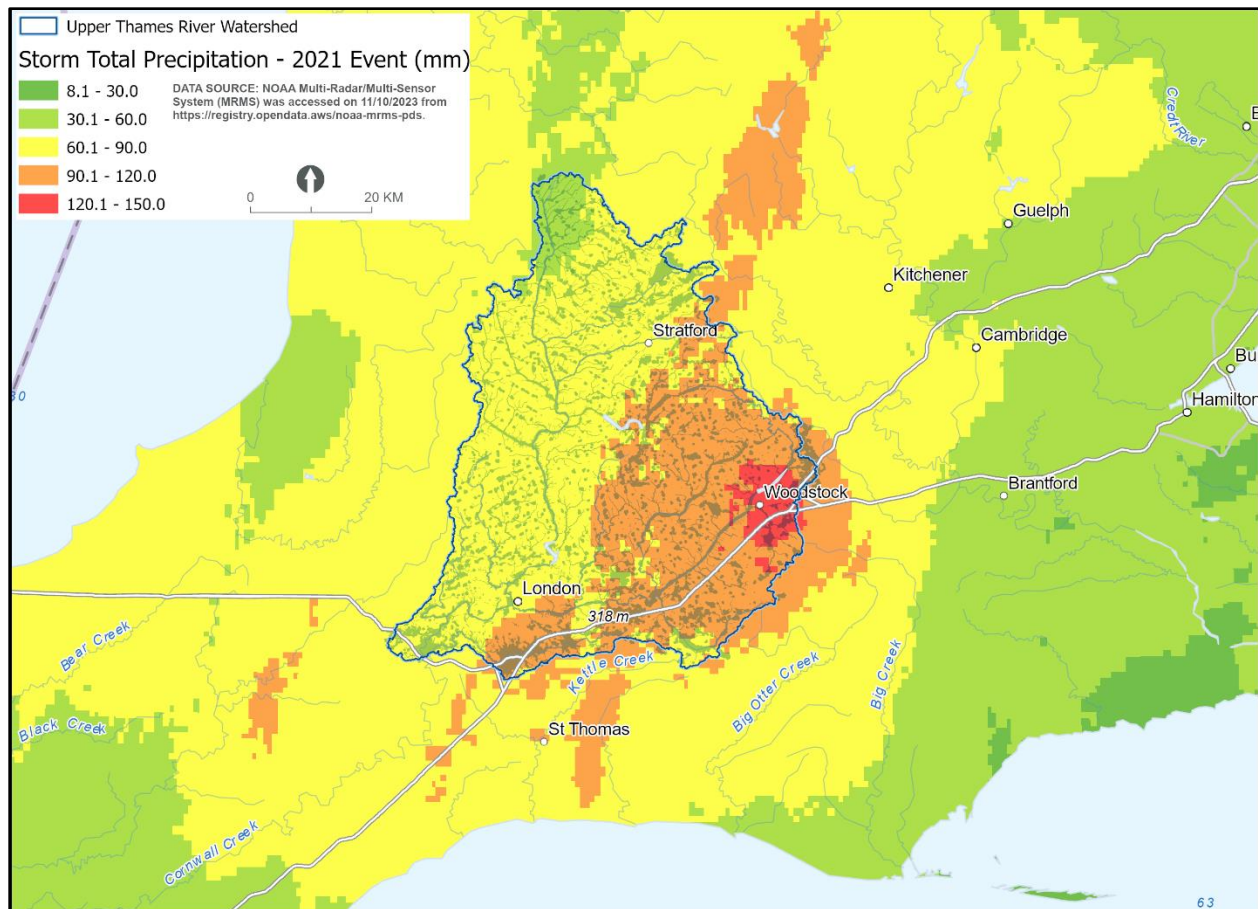 Upper Thames River Watershed
Storm Total Precipitation - 2021 Event (mm)
8.1 - 30.0
30.1 - 60.0
60.1 - 90.0
90.1 - 120.0
120.1 - 150.0
DATA SOURCE: NOAA Multi-Radar/Multi-Sensor
System (MRMS) was accessed on 11/10/2023 from
https://registry.opendata.aws/noaa-mrms-pds.
0 20 KM
Credit River
Guelph
Kitchener
Cambridge
Stratford
Bu
Hamilton
30
Woodstock
Brantford
London
318 m
Bear Creek
Kettle Creek
Big Otter Creek
Big Creek
Black Creek
St Thomas
Cornwall Creek
63